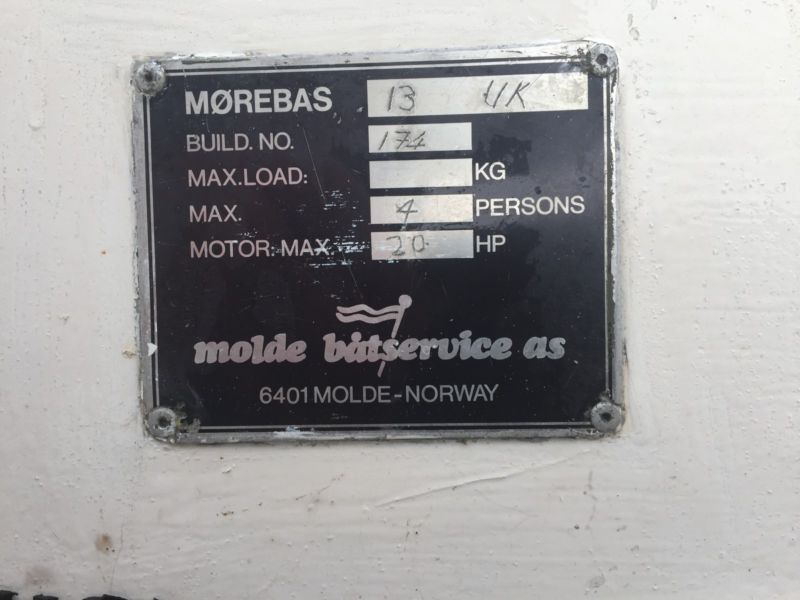 MØREBAS 13 UK
BUILD. NO. 174
MAX. LOAD: KG
MAX. 4 PERSONS
MOTOR: MAX. 20 HP
molde båtservice as
6401 MOLDE-NORWAY